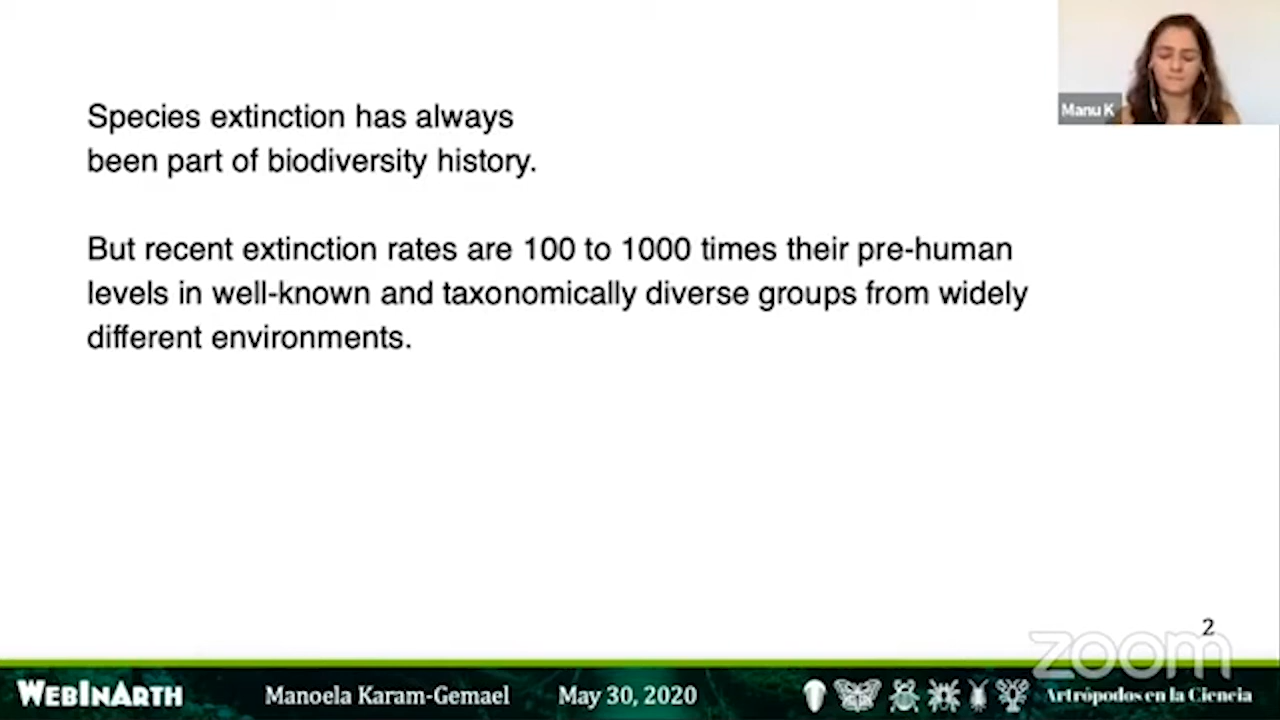 Species extinction has always
been part of biodiversity history.
But recent extinction rates are 100 to 1000 times their pre-human
levels in well-known and taxonomically diverse groups from widely
different environments.
Manu K
2
zoom
WEBINARTH
Manoela Karam-Gemael
May 30, 2020
Artrópodos en la Ciencia